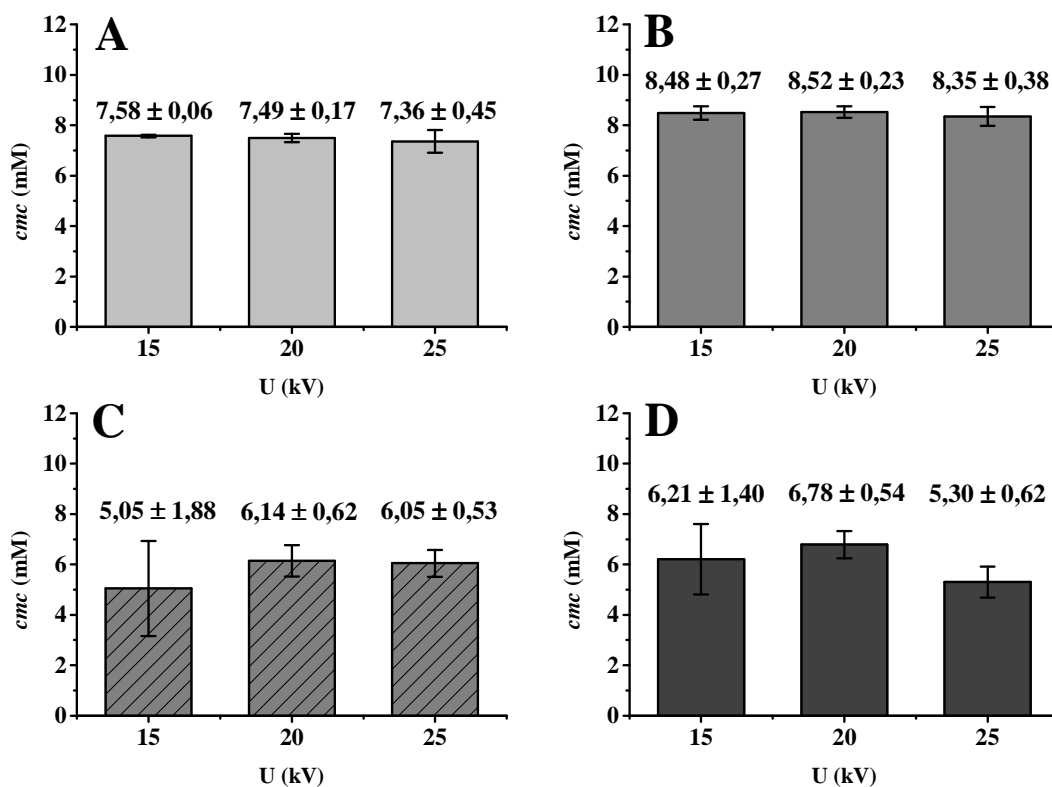 A
12
10
8
6
4
2
0
cmc (mM)
7,58 ± 0,06 7,49 ± 0,17 7,36 ± 0,45
15 20 25
U (kV)
B
12
10
8
6
4
2
0
cmc (mM)
8,48 ± 0,27 8,52 ± 0,23 8,35 ± 0,38
15 20 25
U (kV)
C
12
10
8
6
4
2
0
cmc (mM)
5,05 ± 1,88 6,14 ± 0,62 6,05 ± 0,53
15 20 25
U (kV)
D
12
10
8
6
4
2
0
cmc (mM)
6,21 ± 1,40 6,78 ± 0,54 5,30 ± 0,62
15 20 25
U (kV)